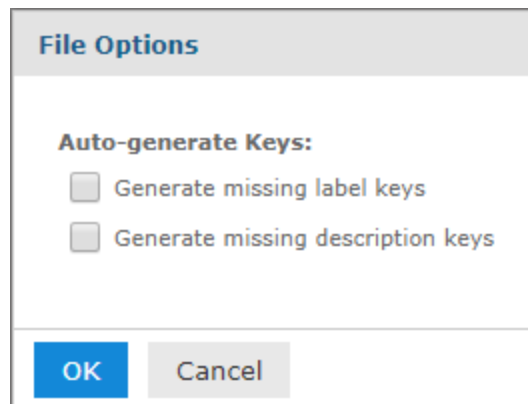 File Options
Auto-generate Keys:
Generate missing label keys
Generate missing description keys
OK Cancel